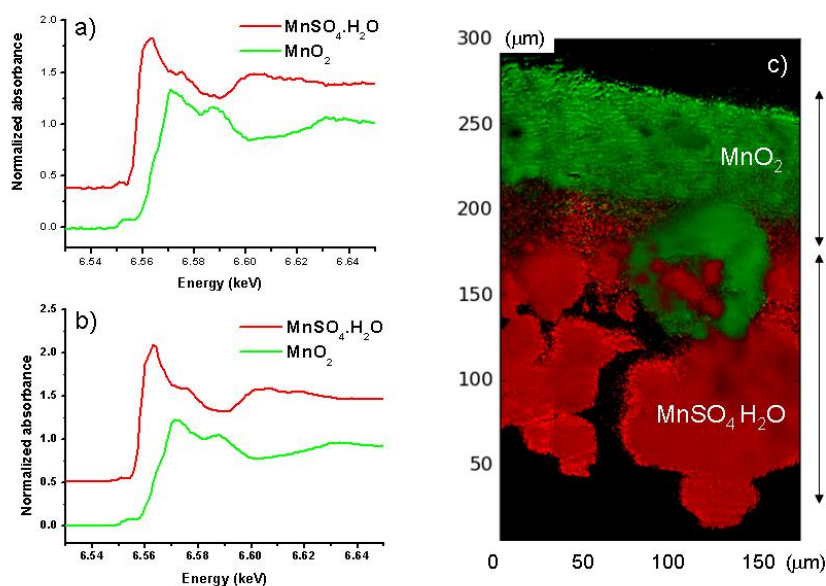 a)
MnSO₄.H₂O
MnO₂
Normalized absorbance
2.0
1.5
1.0
0.5
0.0
6.54 6.56 6.58 6.60 6.62 6.64
Energy (keV)
b)
MnSO₄.H₂O
MnO₂
Normalized absorbance
2.5
2.0
1.5
1.0
0.5
0.0
6.54 6.56 6.58 6.60 6.62 6.64
Energy (keV)
300 (μm)
c)
250
200
150
100
50
MnO₂
MnSO₄ H₂O
0 50 100 150 (μm)